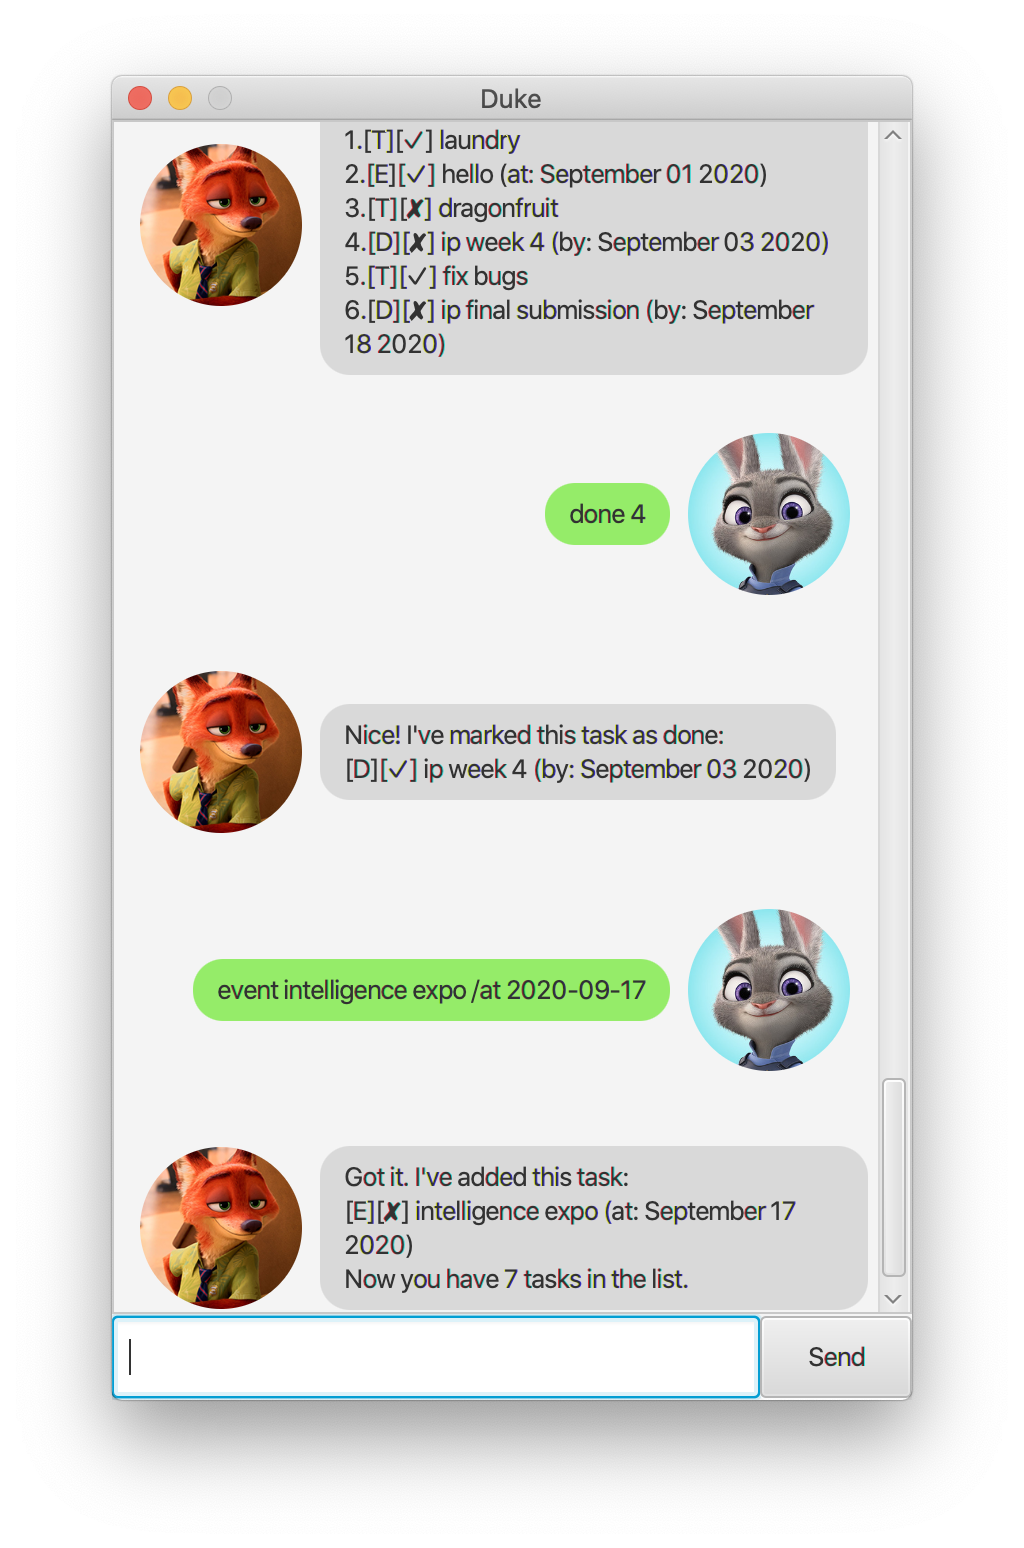 Duke
1.[T][✓] laundry
2.[E][✓] hello (at: September 01 2020)
3.[T][✘] dragonfruit
4.[D][✘] ip week 4 (by: September 03 2020)
5.[T][✓] fix bugs
6.[D][✘] ip final submission (by: September
18 2020)
done 4
Nice! I've marked this task as done:
[D][✓] ip week 4 (by: September 03 2020)
event intelligence expo /at 2020-09-17
Got it. I've added this task:
[E][✘] intelligence expo (at: September 17
2020)
Now you have 7 tasks in the list.
Send